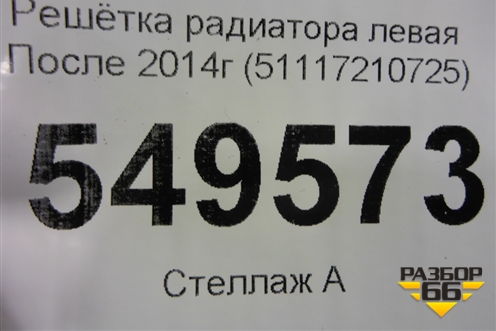 Решётка радиатора левая
После 2014г (51117210725)
549573
Стеллаж А
РАЗБОР
66